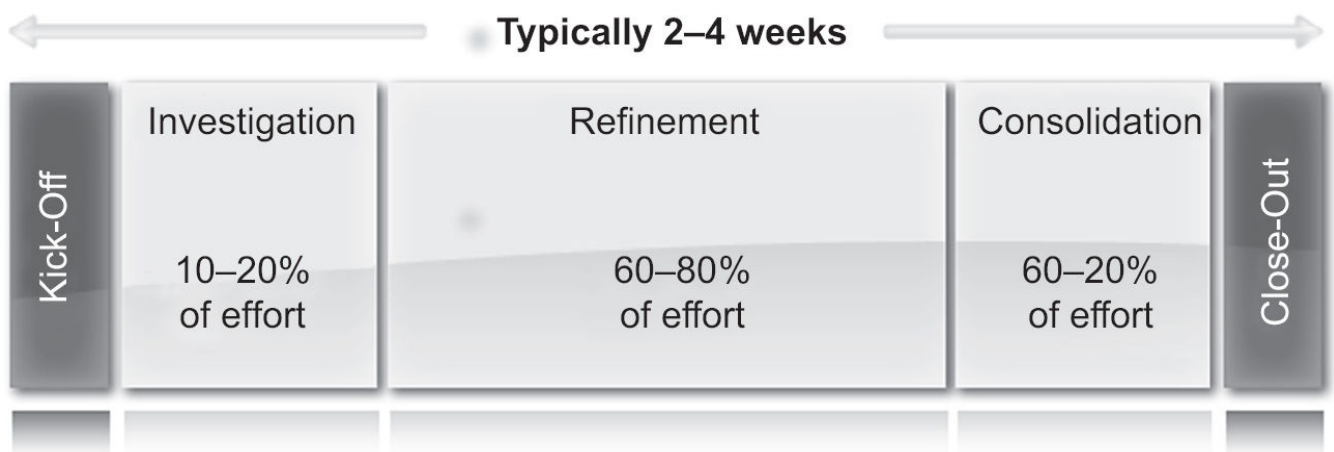 Typically 2–4 weeks
Kick-Off
Investigation
10–20%
of effort
Refinement
60–80%
of effort
Consolidation
60–20%
of effort
Close-Out